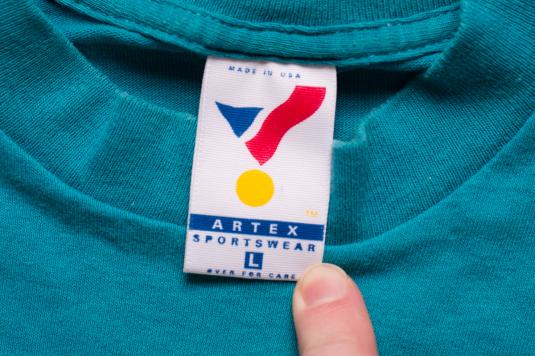 MADE IN USA
TM
ARTEX
SPORTSWEAR
L
OVER FOR CARE